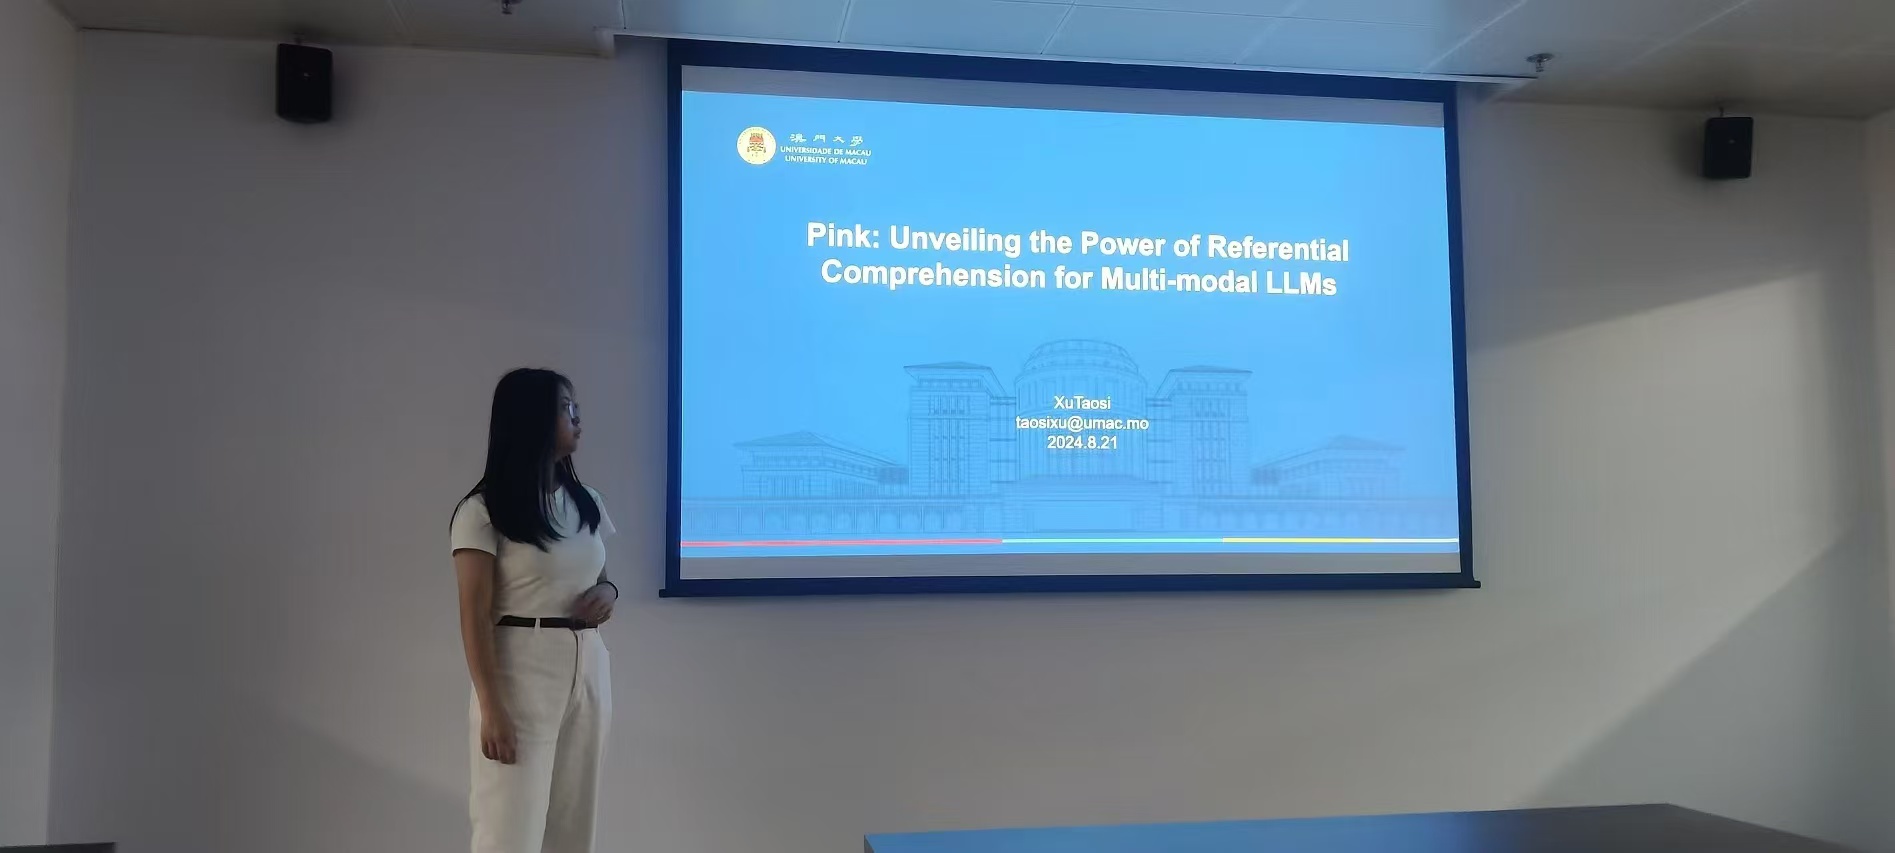 澳門大學
UNIVERSIDADE DE MACAU
UNIVERSITY OF MACAU
Pink: Unveiling the Power of Referential
Comprehension for Multi-modal LLMs
XuTaosi
taosixu@umac.mo
2024.8.21